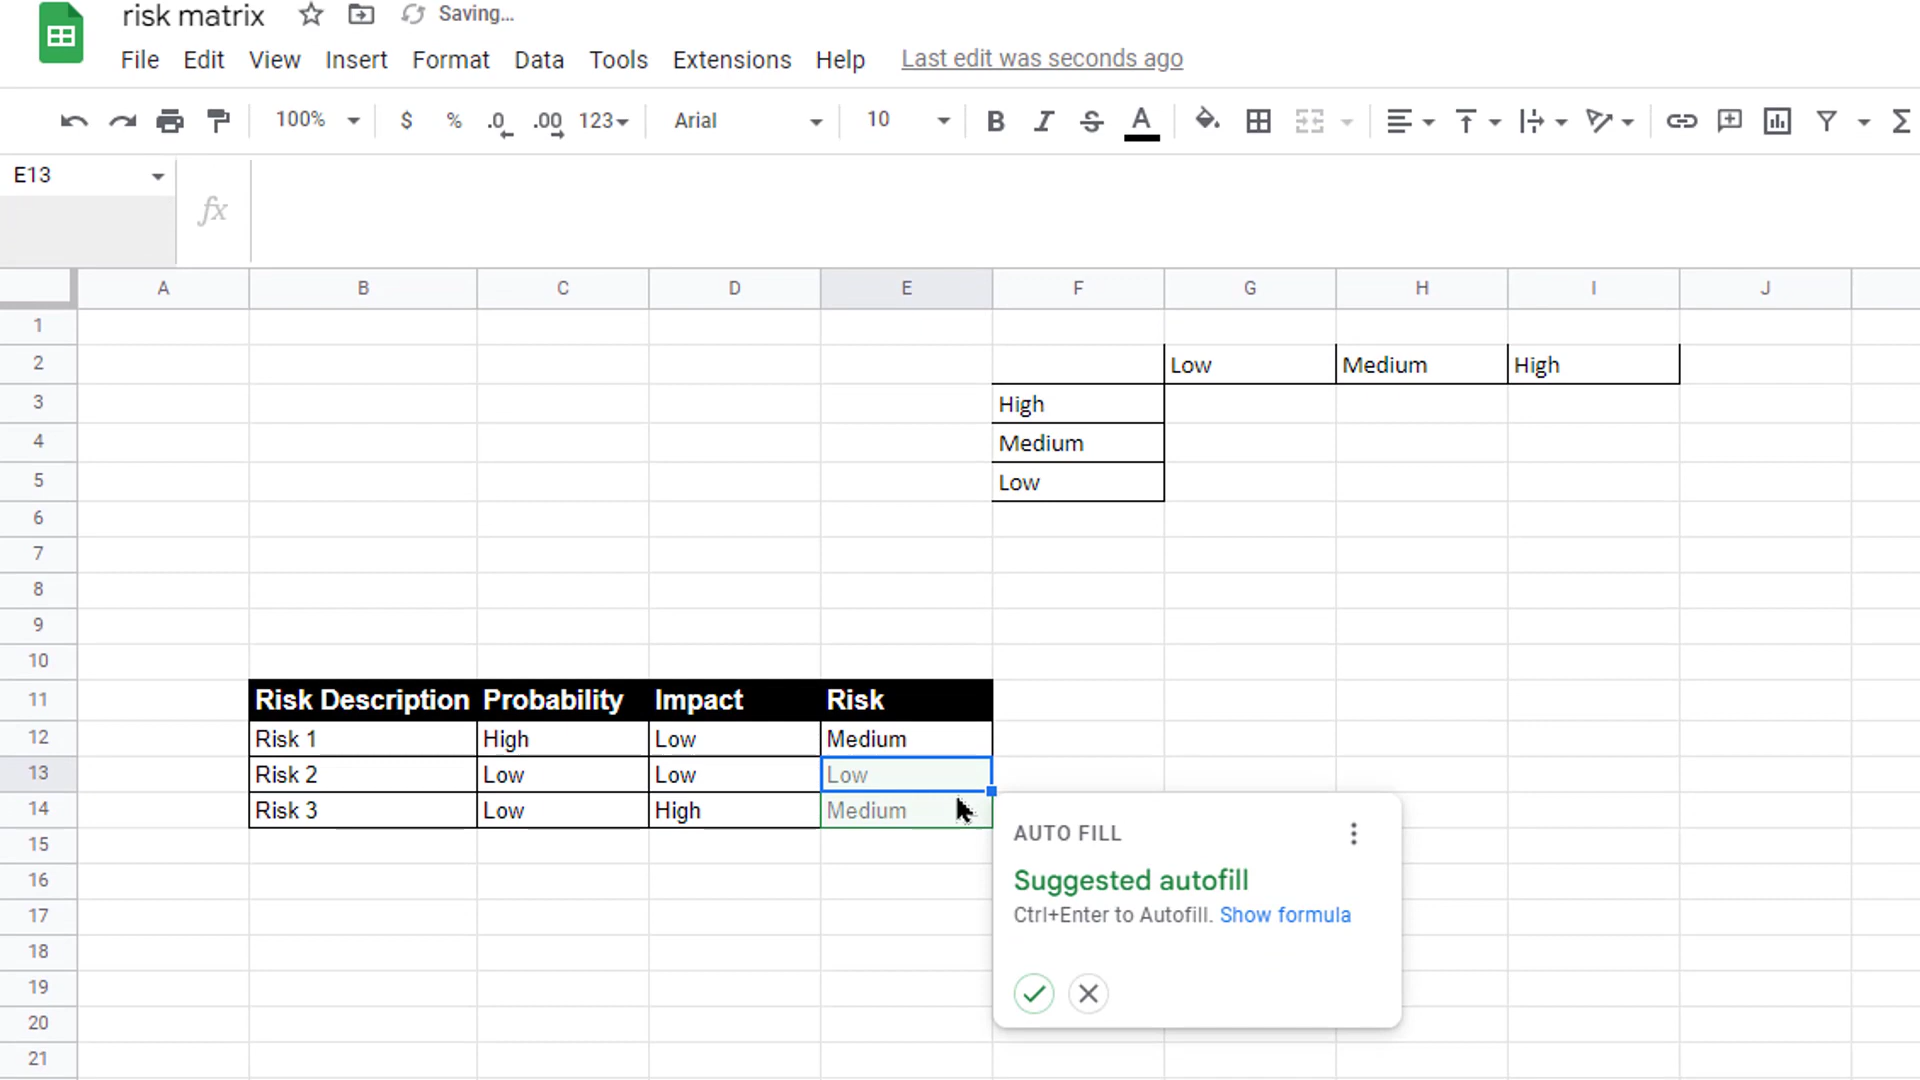 risk matrix Saving...
File Edit View Insert Format Data Tools Extensions Help Last edit was seconds ago
100% $ % .0 .00 123 Arial 10 B I S A Σ
E13 fx
A B C D E F G H I J
1
2 Low Medium High
3 High
4 Medium
5 Low
6
7
8
9
10
11 Risk Description Probability Impact Risk
12 Risk 1 High Low Medium
13 Risk 2 Low Low Low
14 Risk 3 Low High Medium
15
16
17
18
19
20
21
AUTO FILL
Suggested autofill
Ctrl+Enter to Autofill. Show formula